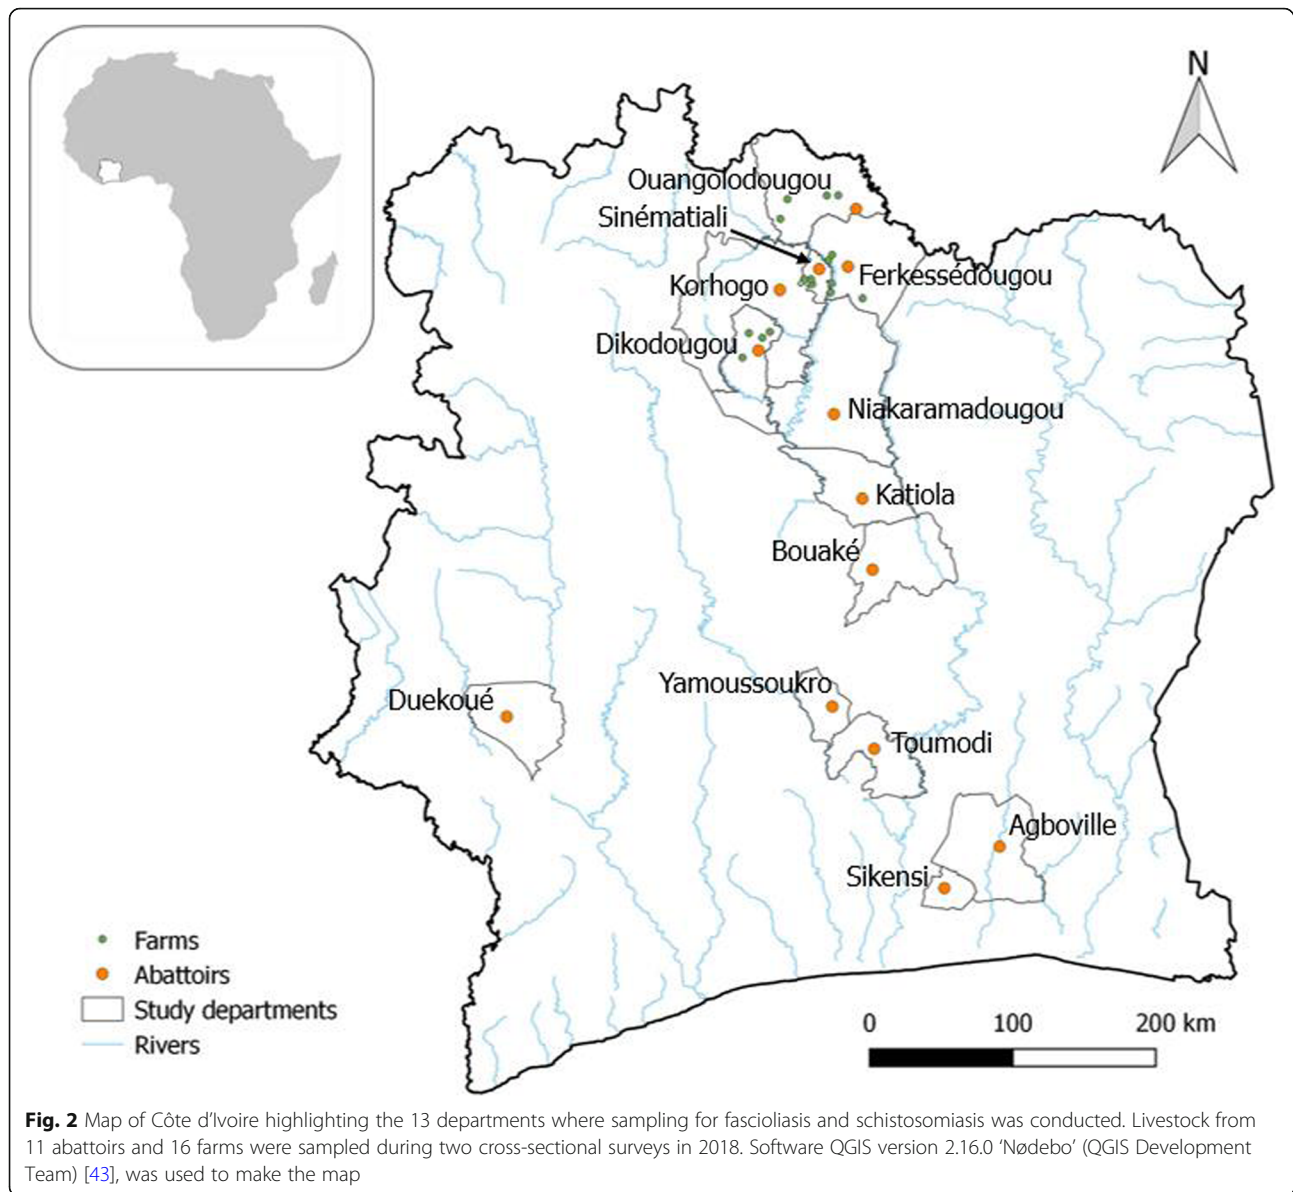 N
Ouangolodougou
Sinématiali
Ferkessédougou
Korhogo
Dikodougou
Niakaramadougou
Katiola
Bouaké
Yamoussoukro
Duekoué
Toumodi
Agboville
Sikensi
Farms
Abattoirs
Study departments
Rivers
0 100 200 km
Fig. 2 Map of Côte d'Ivoire highlighting the 13 departments where sampling for fascioliasis and schistosomiasis was conducted. Livestock from
11 abattoirs and 16 farms were sampled during two cross-sectional surveys in 2018. Software QGIS version 2.16.0 ‘Nødebo’ (QGIS Development
Team) [43], was used to make the map